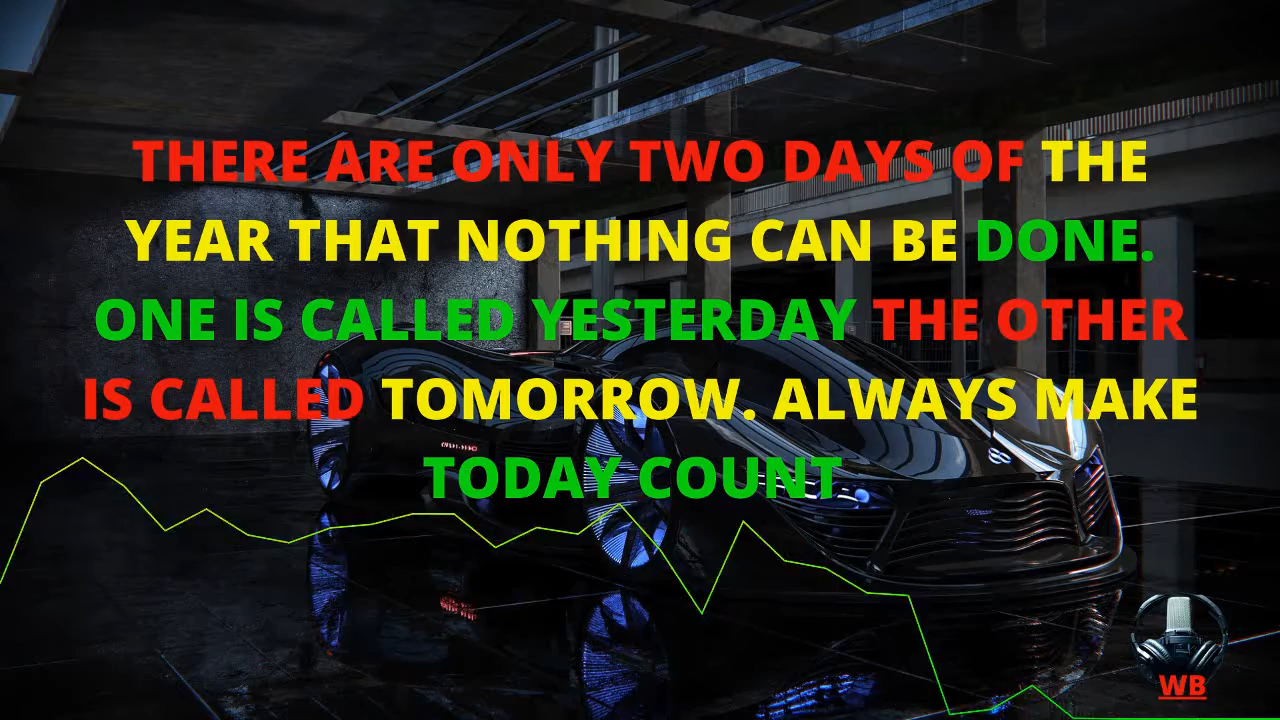 THERE ARE ONLY TWO DAYS OF THE
YEAR THAT NOTHING CAN BE DONE.
ONE IS CALLED YESTERDAY THE OTHER
IS CALLED TOMORROW. ALWAYS MAKE
TODAY COUNT
WB